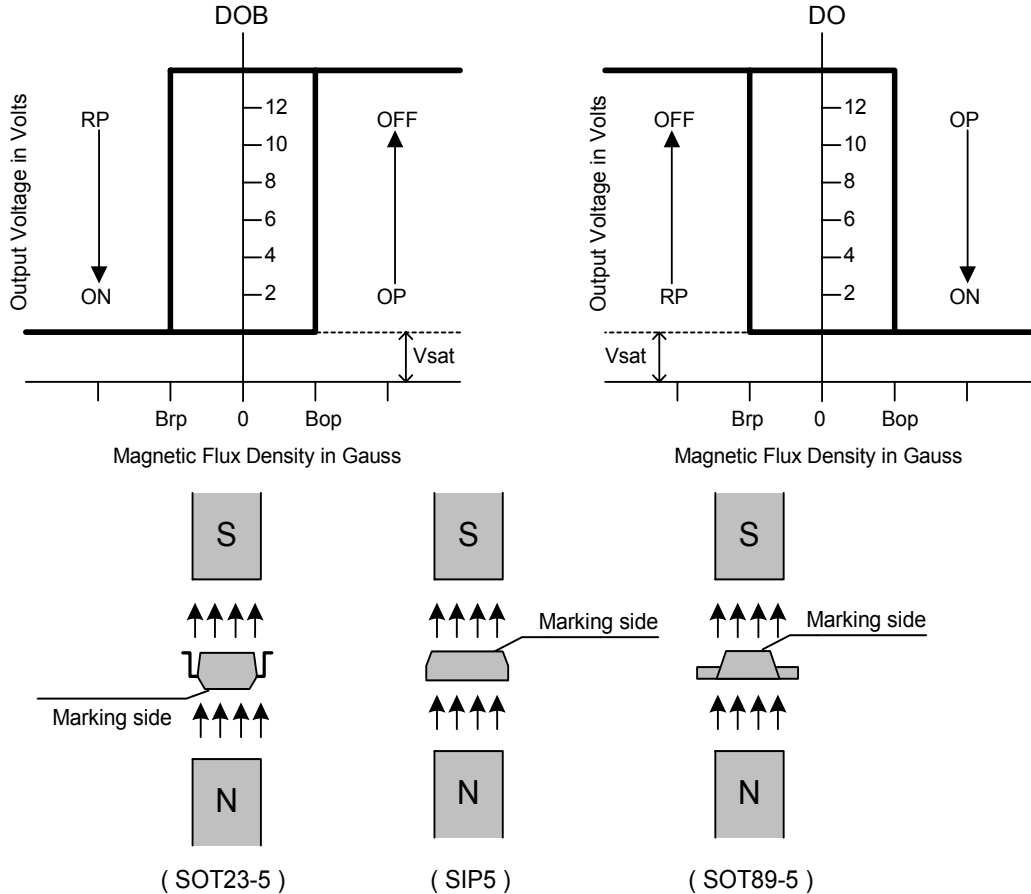 DOB
Output Voltage in Volts
12
10
8
6
4
2
RP
ON
OFF
OP
Vsat
Brp 0 Bop
Magnetic Flux Density in Gauss
DO
Output Voltage in Volts
12
10
8
6
4
2
OFF
RP
OP
ON
Vsat
Brp 0 Bop
Magnetic Flux Density in Gauss
S
Marking side
N
( SOT23-5 )
S
Marking side
N
( SIP5 )
S
Marking side
N
( SOT89-5 )